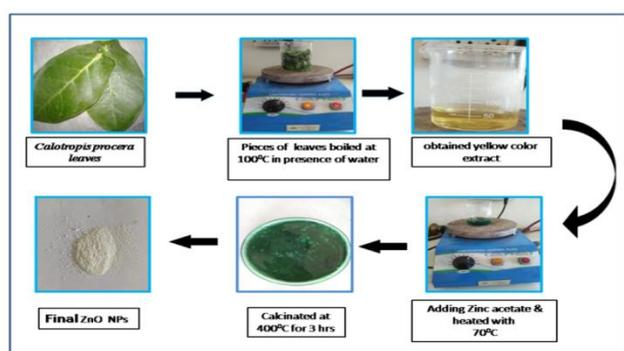 Calotropis procera
leaves
Pieces of leaves boiled at
100⁰C in presence of water
obtained yellow color
extract
Final ZnO NPs
Calcinated at
400⁰C for 3 hrs
Adding Zinc acetate &
heated with
70⁰C
50